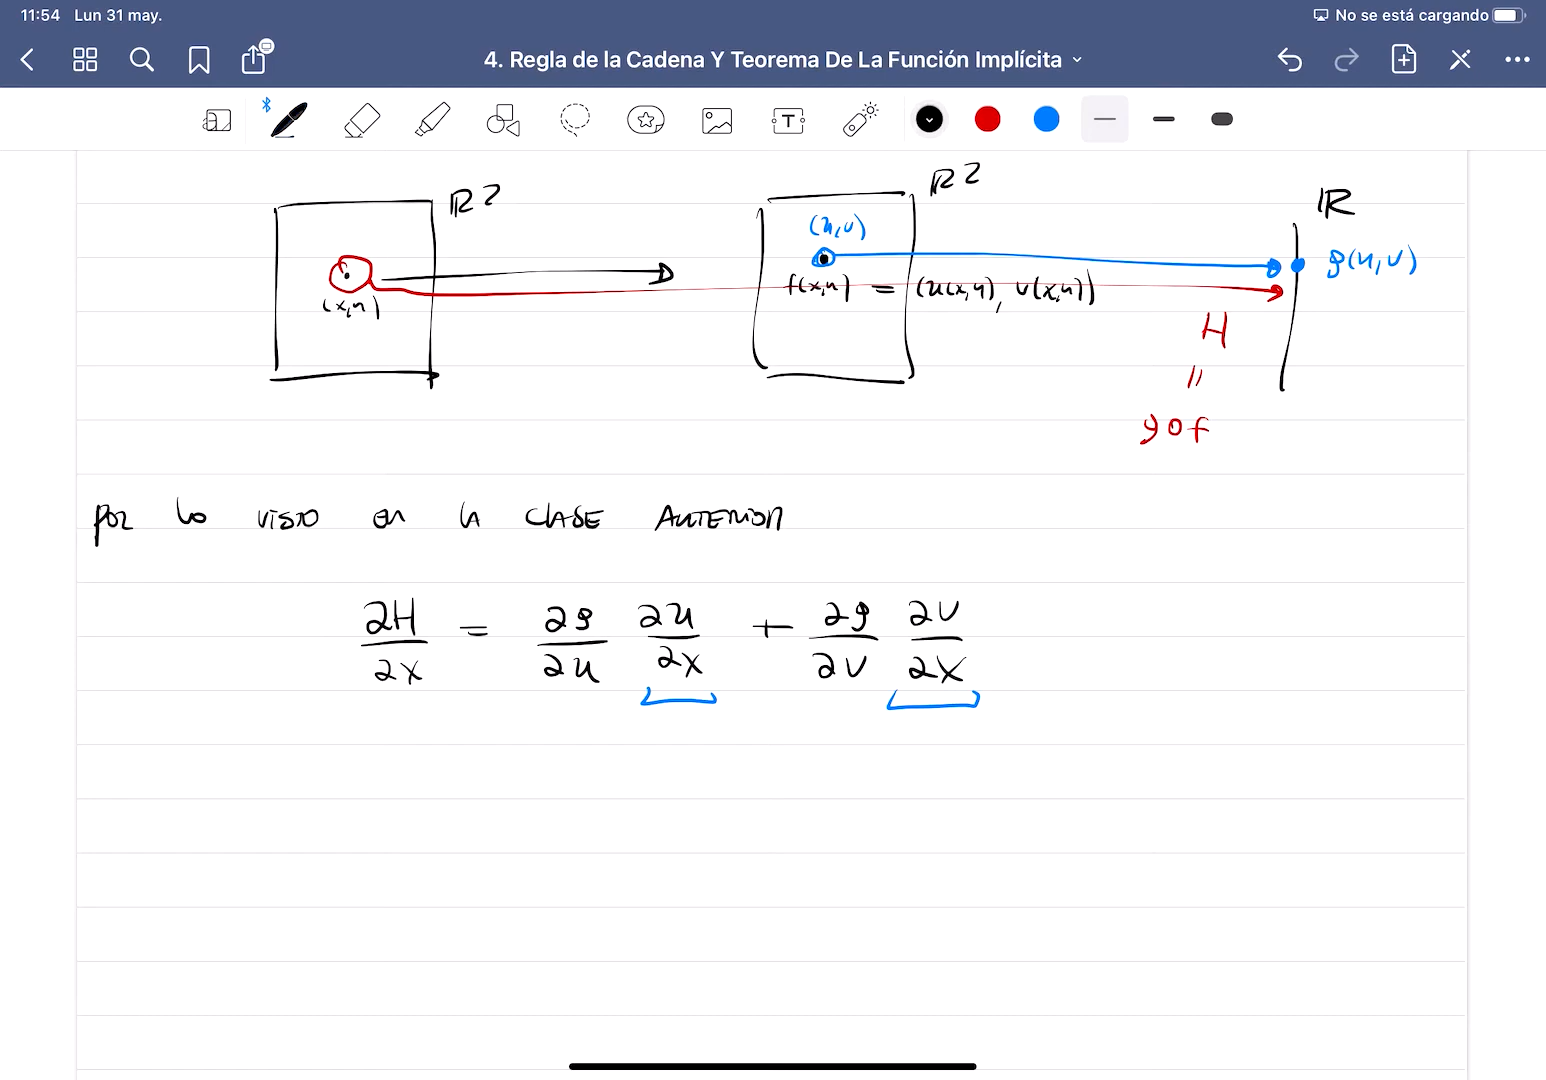 11:54 Lun 31 may. No se está cargando
4. Regla de la Cadena Y Teorema De La Función Implícita
ℝ² ℝ² ℝ
(u,v)
g(u,v)
(x,y) f(x,y) = (u(x,y), v(x,y))
H
=
g o f
por lo visto en la clase anterior
∂H/∂x = ∂g/∂u ∂u/∂x + ∂g/∂v ∂v/∂x